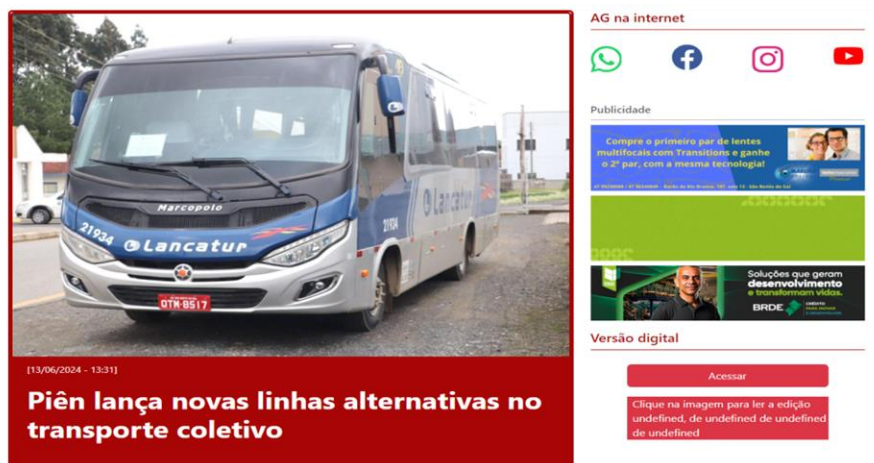 Marcopolo
21934
Lancatur
OTM-8517
21934
Lancatur
[13/06/2024 - 13:31]
Piên lança novas linhas alternativas no
transporte coletivo
AG na internet
Publicidade
Compre o primeiro par de lentes
multifocais com Transitions e ganhe
o 2º par, com a mesma tecnologia!
Soluções que geram
desenvolvimento
e transformam vidas.
BRDE
Versão digital
Acessar
Clique na imagem para ler a edição
undefined, de undefined de undefined
de undefined